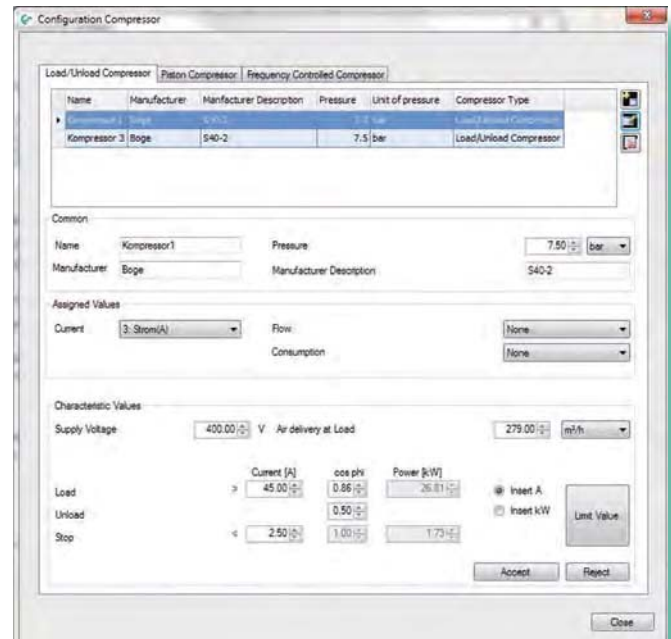 Configuration Compressor
Load/Unload Compressor Piston Compressor Frequency Controlled Compressor
Name Manufacturer Manfacturer Description Pressure Unit of pressure Compressor Type
Boge Load/Unload Compressor
Kompressor 3 Boge S40-2 7.5 bar Load/Unload Compressor
Common
Name Kompressor1 Pressure 7.50 bar
Manufacturer Boge Manufacturer Description S40-2
Assigned Values
Current 3: Strom(A) Flow None
Consumption None
Characteristic Values
Supply Voltage 400.00 V Air delivery at Load 279.00 m³/h
Current [A] cos phi Power [kW]
Load > 45.00 0.86 26.81 Insert A
Unload 0.50 Insert kW Limit Value
Stop < 2.50 1.00 1.73
Accept Reject
Close